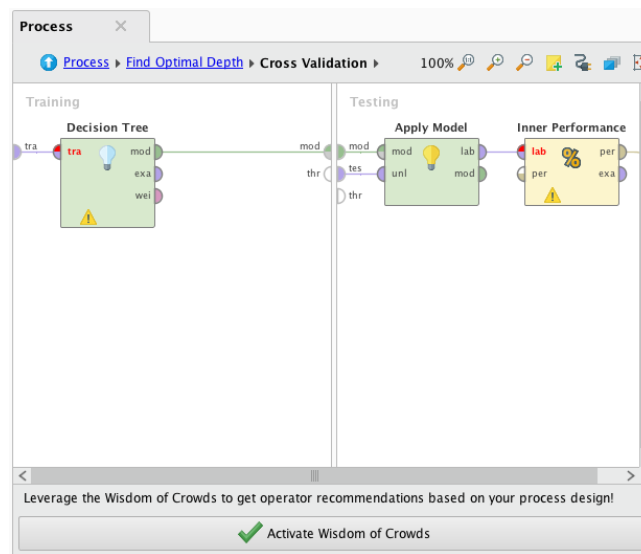 Process
Process Find Optimal Depth Cross Validation 100%
Training
Testing
Decision Tree
Apply Model
Inner Performance
tra
tra
mod
exa
wei
mod
thr
mod
tes
thr
mod
unl
lab
mod
lab
per
per
exa
Leverage the Wisdom of Crowds to get operator recommendations based on your process design!
Activate Wisdom of Crowds